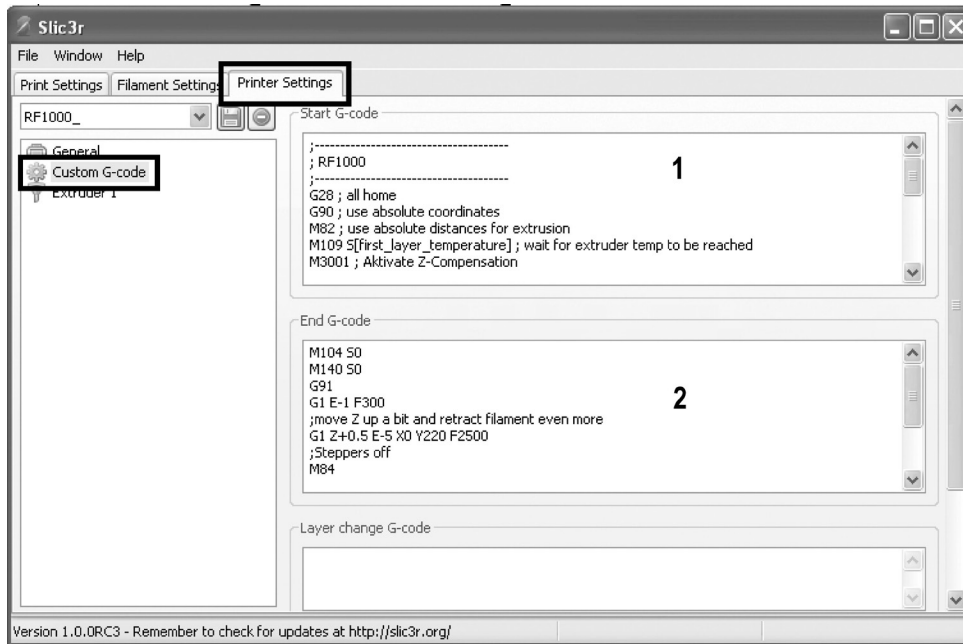 Slic3r
File Window Help
Print Settings Filament Settings Printer Settings
RF1000_
General
Custom G-code
Extruder 1
Start G-code
;--------------------------------------
; RF1000
;--------------------------------------
G28 ; all home
G90 ; use absolute coordinates
M82 ; use absolute distances for extrusion
M109 S[first_layer_temperature] ; wait for extruder temp to be reached
M3001 ; Aktivate Z-Compensation
1
End G-code
M104 S0
M140 S0
G91
G1 E-1 F300
;move Z up a bit and retract filament even more
G1 Z+0.5 E-5 X0 Y220 F2500
;Steppers off
M84
2
Layer change G-code
Version 1.0.0RC3 - Remember to check for updates at http://slic3r.org/